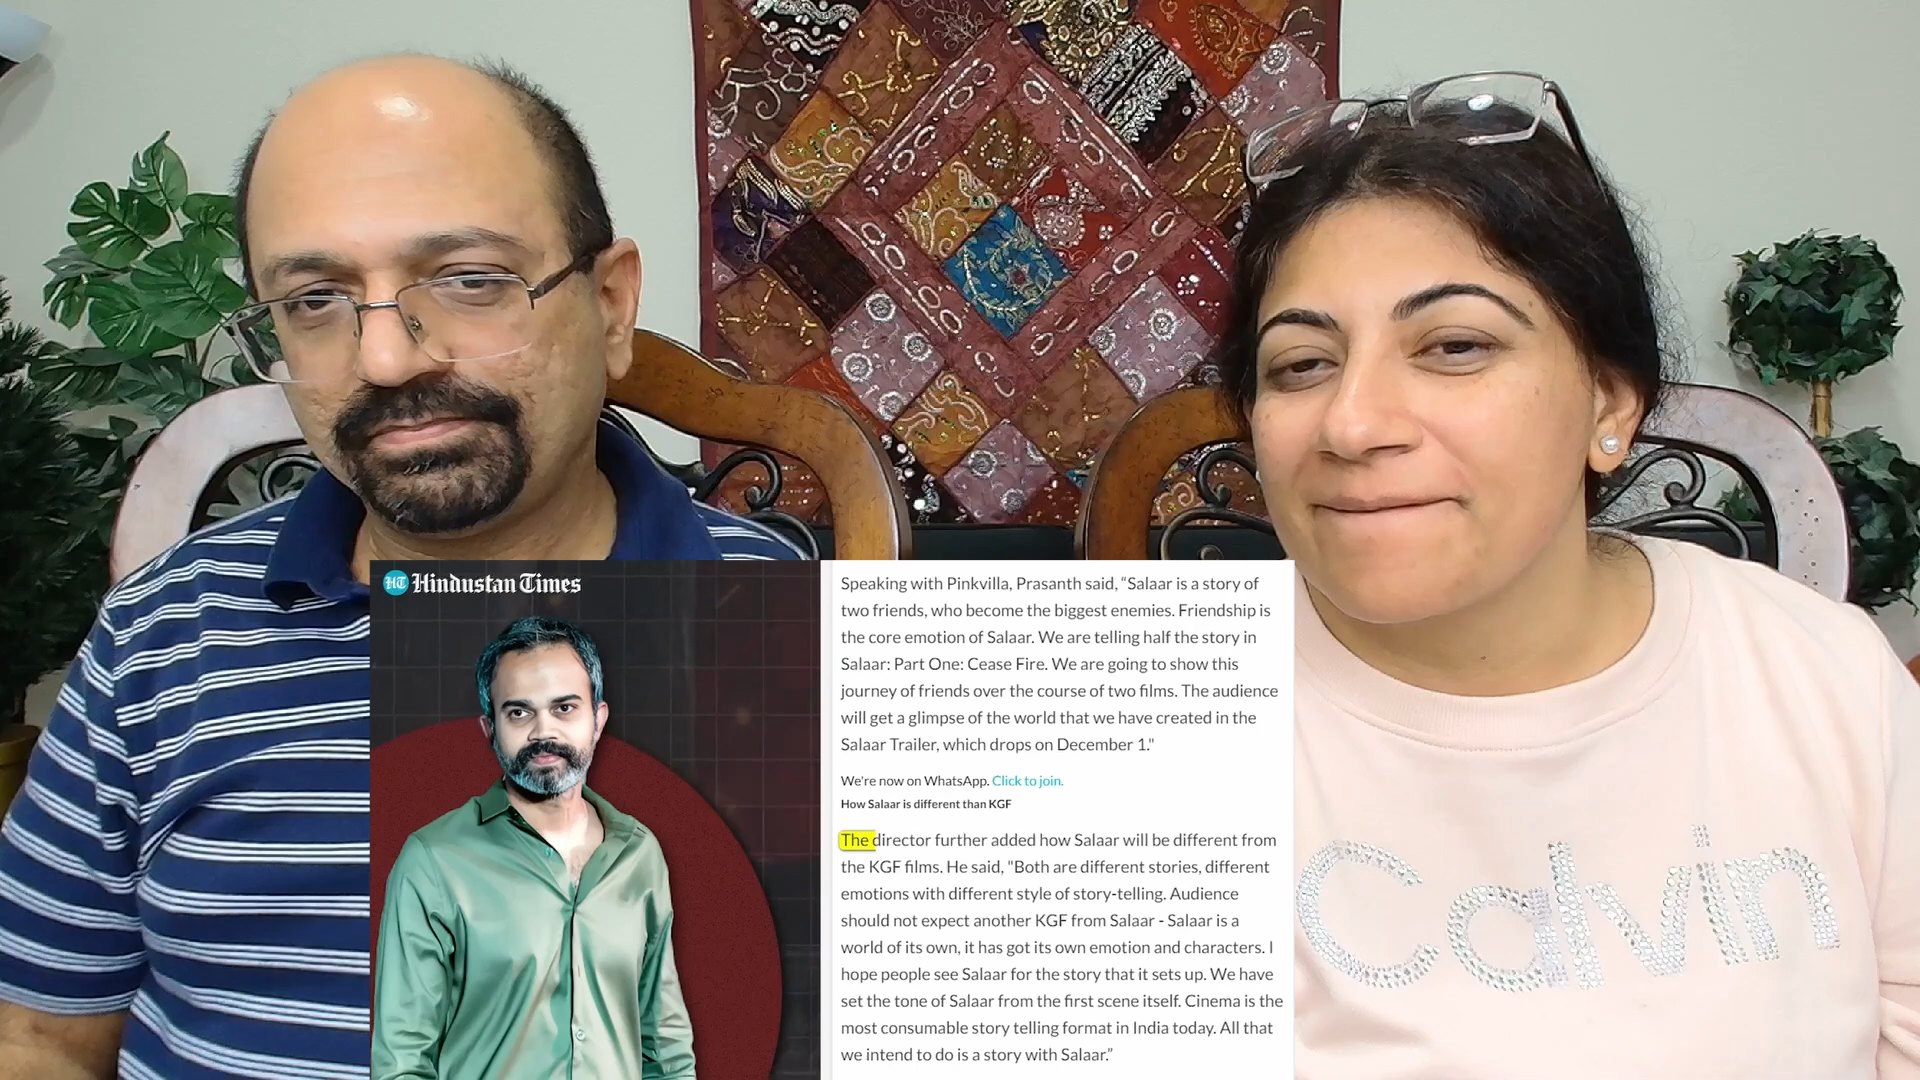 HT Hindustan Times
Speaking with Pinkvilla, Prasanth said, “Salaar is a story of
two friends, who become the biggest enemies. Friendship is
the core emotion of Salaar. We are telling half the story in
Salaar: Part One: Cease Fire. We are going to show this
journey of friends over the course of two films. The audience
will get a glimpse of the world that we have created in the
Salaar Trailer, which drops on December 1."
We're now on WhatsApp. Click to join.
How Salaar is different than KGF
The director further added how Salaar will be different from
the KGF films. He said, "Both are different stories, different
emotions with different style of story-telling. Audience
should not expect another KGF from Salaar - Salaar is a
world of its own, it has got its own emotion and characters. I
hope people see Salaar for the story that it sets up. We have
set the tone of Salaar from the first scene itself. Cinema is the
most consumable story telling format in India today. All that
we intend to do is a story with Salaar.”
Calvin